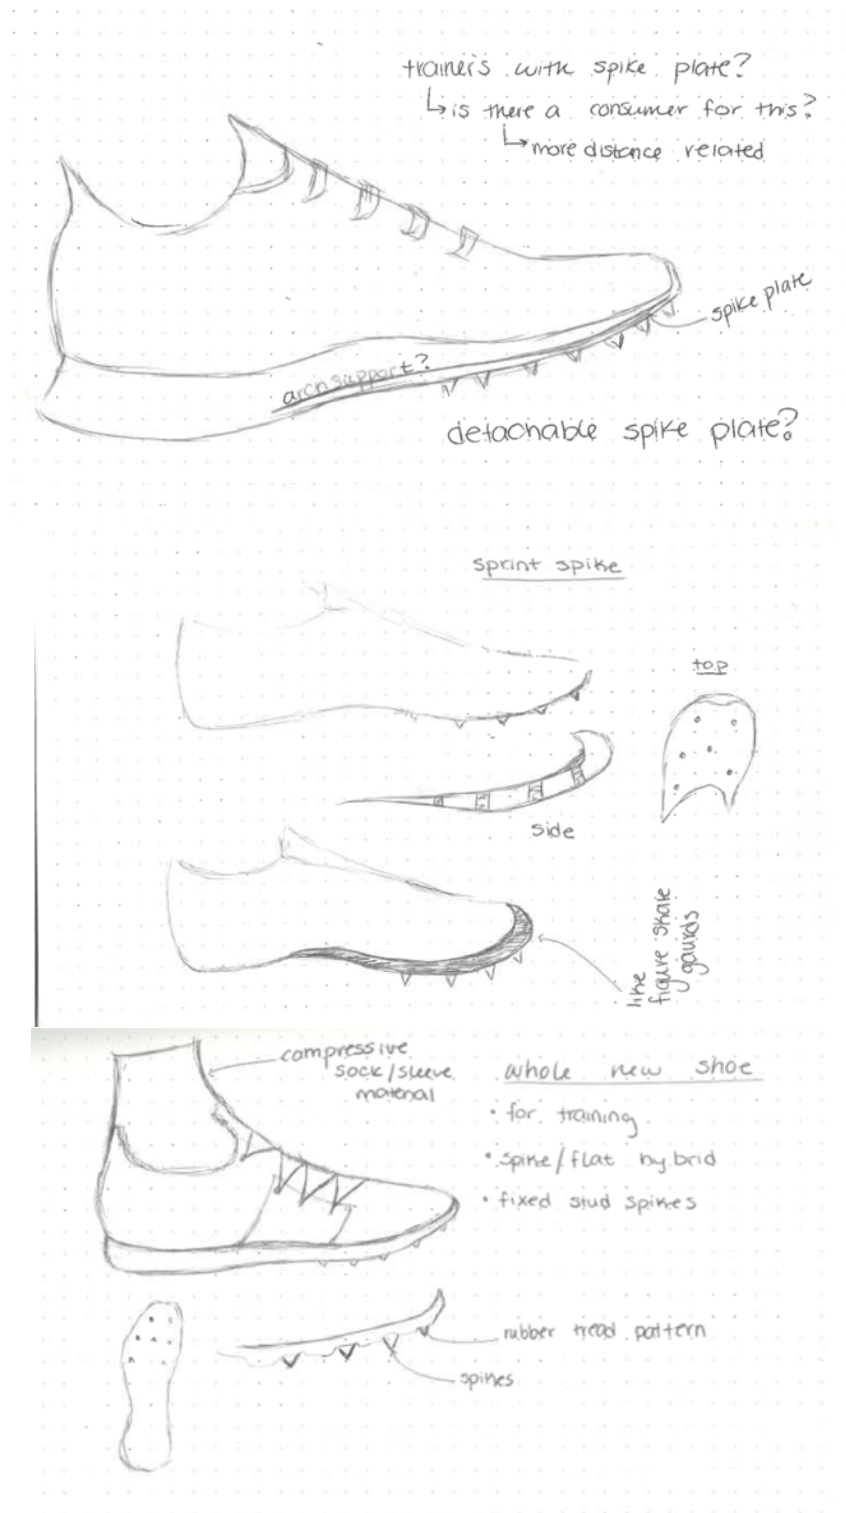 trainers with spike plate?
↳ is there a consumer for this?
↳ more distance related
spike plate
arch support?
detachable spike plate?
sprint spike
top
side
like
figure skate
gaurds
compressive
sock/sleeve
material
whole new shoe
• for training
• spike/flat hybrid
• fixed stud spikes
rubber tread pattern
spikes